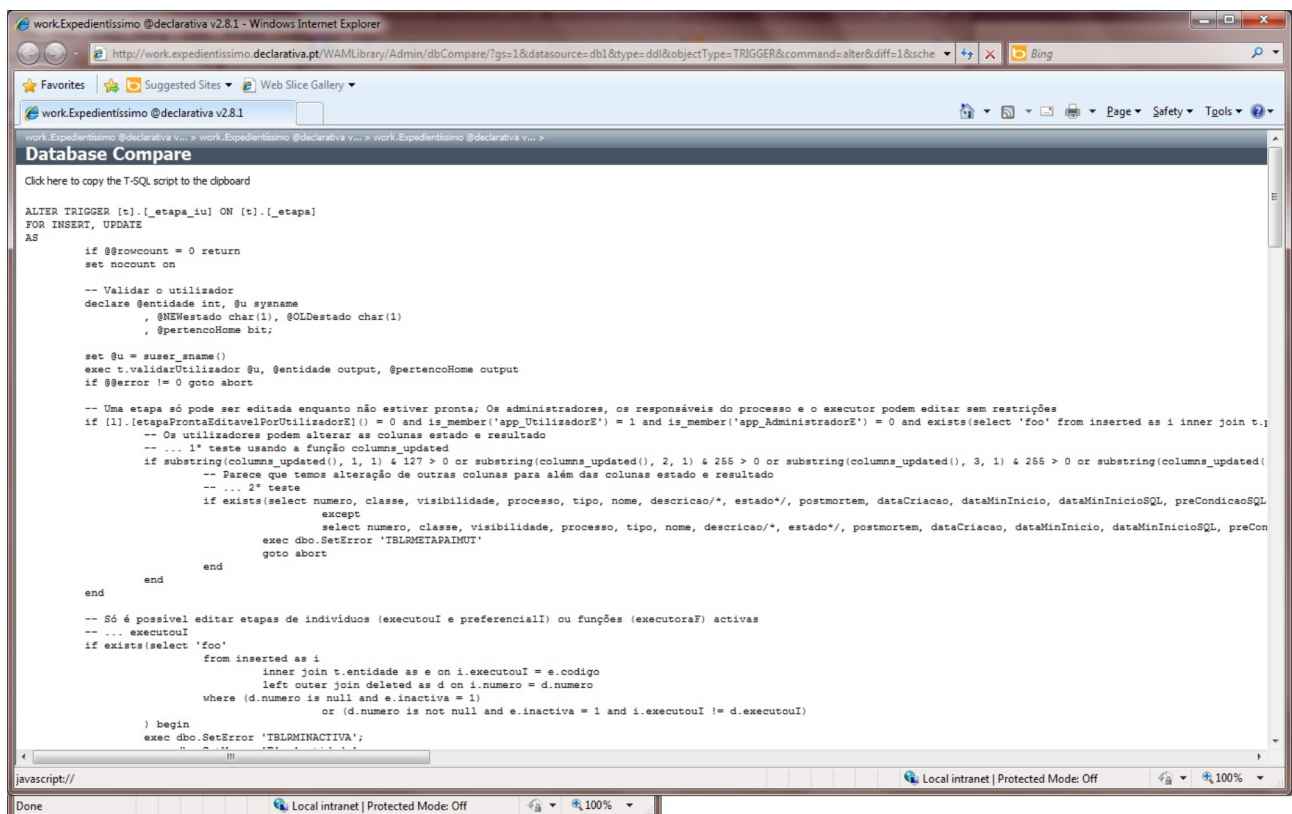 work.Expedientíssimo @declarativa v2.8.1 - Windows Internet Explorer
http://work.expedientissimo.declarativa.pt/WAMLibrary/Admin/dbCompare/?gs=1&datasource=db1&type=ddl&objectType=TRIGGER&command=alter&diff=1&sche
Bing
Favorites Suggested Sites Web Slice Gallery
work.Expedientíssimo @declarativa v2.8.1 Page Safety Tools
work.Expedientíssimo @declarativa v... > work.Expedientíssimo @declarativa v... > work.Expedientíssimo @declarativa v... >
Database Compare
Click here to copy the T-SQL script to the clipboard
ALTER TRIGGER [t].[_etapa_iu] ON [t].[_etapa]
FOR INSERT, UPDATE
AS
if @@rowcount = 0 return
set nocount on
-- Validar o utilizador
declare @entidade int, @u sysname
, @NEWestado char(1), @OLDestado char(1)
, @pertencoHome bit;
set @u = suser_sname()
exec t.validarUtilizador @u, @entidade output, @pertencoHome output
if @@error != 0 goto abort
-- Uma etapa só pode ser editada enquanto não estiver pronta; Os administradores, os responsáveis do processo e o executor podem editar sem restrições
if [l].[etapaProntaEditavelPorUtilizadorE]() = 0 and is_member('app_UtilizadorE') = 1 and is_member('app_AdministradorE') = 0 and exists(select 'foo' from inserted as i inner join t.p
-- Os utilizadores podem alterar as colunas estado e resultado
-- ... 1º teste usando a função columns_updated
if substring(columns_updated(), 1, 1) & 127 > 0 or substring(columns_updated(), 2, 1) & 255 > 0 or substring(columns_updated(), 3, 1) & 255 > 0 or substring(columns_updated(
-- Parece que temos alteração de outras colunas para além das colunas estado e resultado
-- ... 2º teste
if exists(select numero, classe, visibilidade, processo, tipo, nome, descricao/*, estado*/, postmortem, dataCriacao, dataMinInicio, dataMinInicioSQL, preCondicaoSQL
except
select numero, classe, visibilidade, processo, tipo, nome, descricao/*, estado*/, postmortem, dataCriacao, dataMinInicio, dataMinInicioSQL, preCon
exec dbo.SetError 'TBLRMETAPAIMUT'
goto abort
end
end
end
-- Só é possível editar etapas de indivíduos (executouI e preferencialI) ou funções (executoraF) activas
-- ... executouI
if exists(select 'foo'
from inserted as i
inner join t.entidade as e on i.executouI = e.codigo
left outer join deleted as d on i.numero = d.numero
where (d.numero is null and e.inactiva = 1)
or (d.numero is not null and e.inactiva = 1 and i.executouI != d.executouI)
) begin
exec dbo.SetError 'TBLRMINACTIVA';
javascript:// Local intranet | Protected Mode: Off 100%
Done Local intranet | Protected Mode: Off 100%